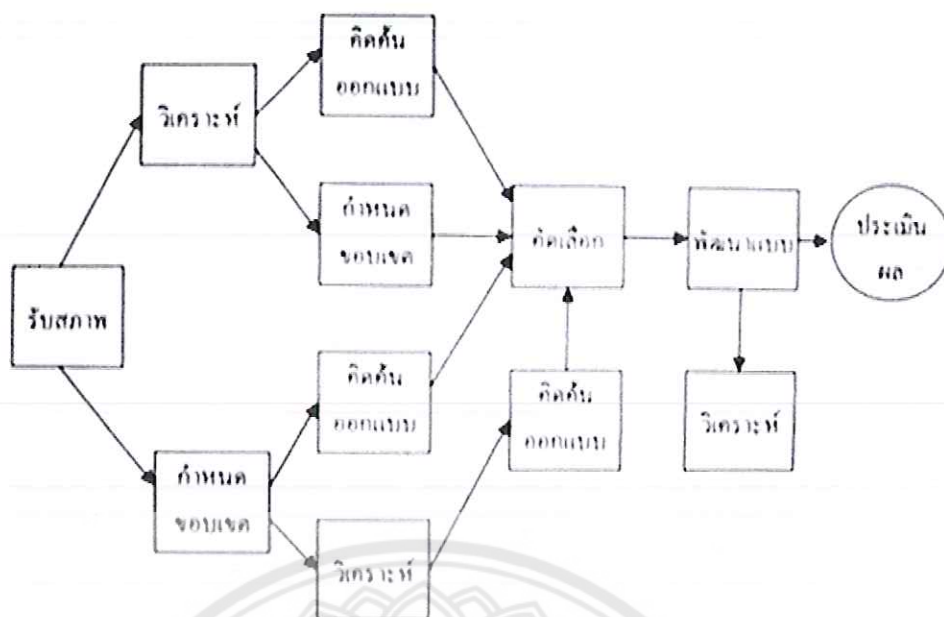 คิดค้น
ออกแบบ
วิเคราะห์
กำหนด
ขอบเขต
คัดเลือก
พัฒนาแบบ
ประเมิน
ผล
รับสภาพ
คิดค้น
ออกแบบ
คิดค้น
ออกแบบ
วิเคราะห์
กำหนด
ขอบเขต
วิเคราะห์